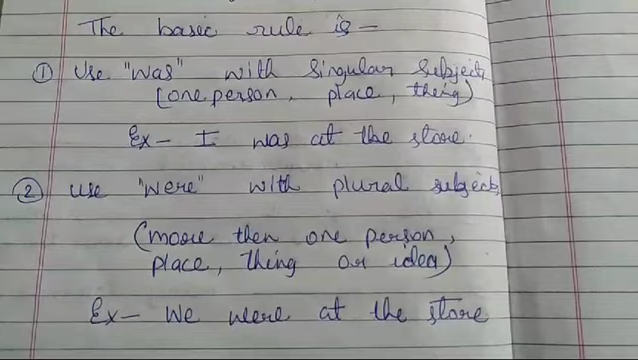 The basic rule is -
① Use "was" with singular subject
(one person, place, thing)
Ex- I was at the store.
② use "were" with plural subjects
(more then one person,
place, thing or idea)
Ex- We were at the store